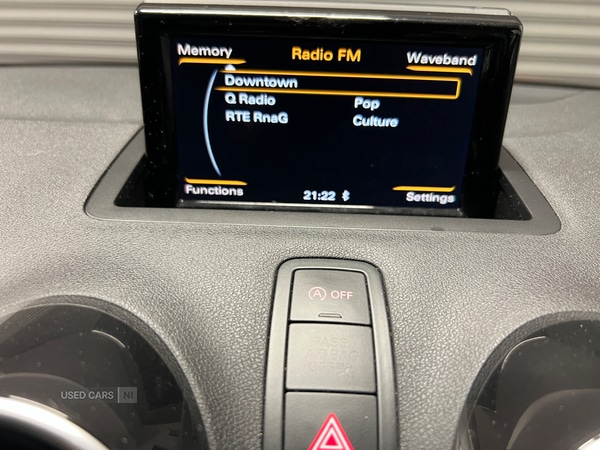 Memory
Radio FM
Waveband
Downtown
Q Radio Pop
RTE RnaG Culture
Functions
21:22
Settings
A OFF
USED CARS NI